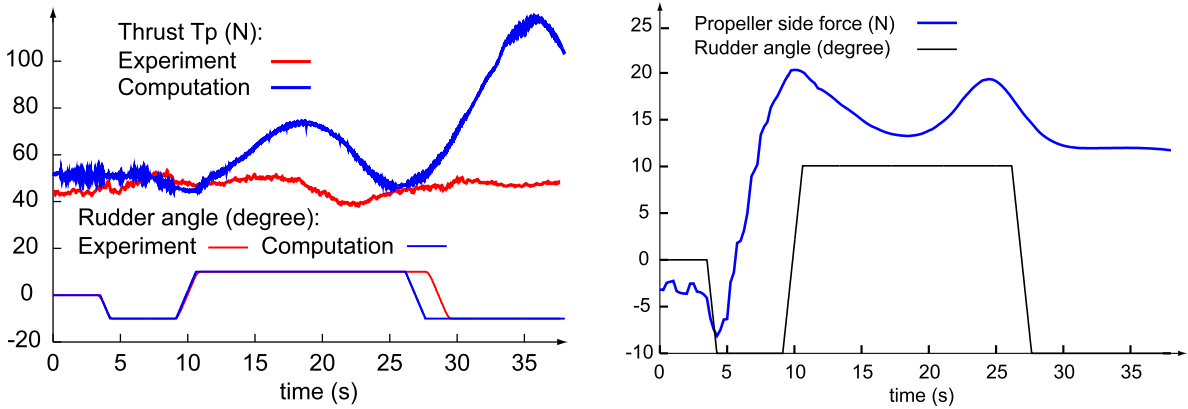 Thrust Tp (N):
Experiment
Computation
100
80
60
40
Rudder angle (degree):
Experiment Computation
20
0
-20
0 5 10 15 20 25 30 35
time (s)
Propeller side force (N)
Rudder angle (degree)
25
20
15
10
5
0
-5
-10
0 5 10 15 20 25 30 35
time (s)